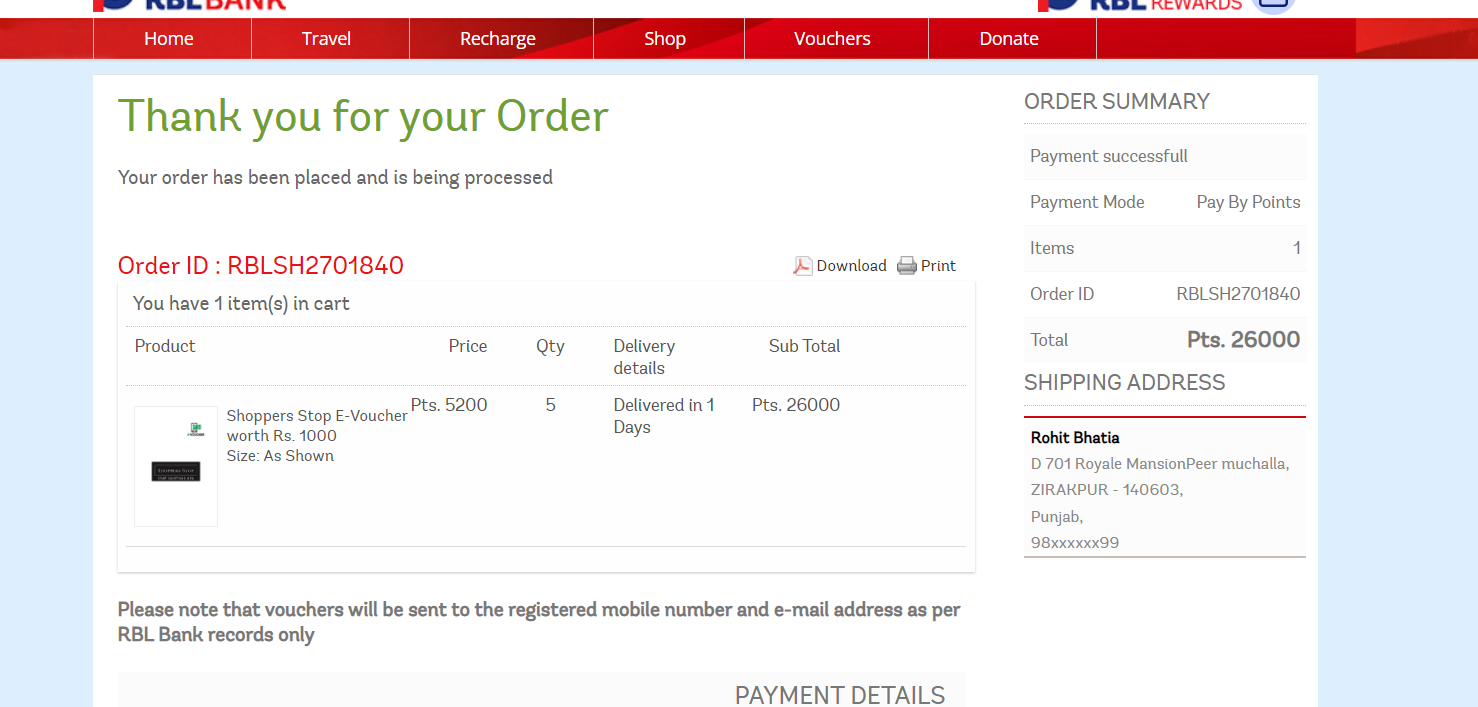 RBL BANK
RBL REWARDS
Home Travel Recharge Shop Vouchers Donate
Thank you for your Order
Your order has been placed and is being processed
Order ID : RBLSH2701840
Download Print
You have 1 item(s) in cart
Product Price Qty Delivery details Sub Total
Shoppers Stop E-Voucher
worth Rs. 1000
Size: As Shown
Pts. 5200 5 Delivered in 1 Days Pts. 26000
SHOPPERS STOP
Please note that vouchers will be sent to the registered mobile number and e-mail address as per
RBL Bank records only
PAYMENT DETAILS
ORDER SUMMARY
Payment successfull
Payment Mode Pay By Points
Items 1
Order ID RBLSH2701840
Total Pts. 26000
SHIPPING ADDRESS
Rohit Bhatia
D 701 Royale MansionPeer muchalla,
ZIRAKPUR - 140603,
Punjab,
98xxxxxx99